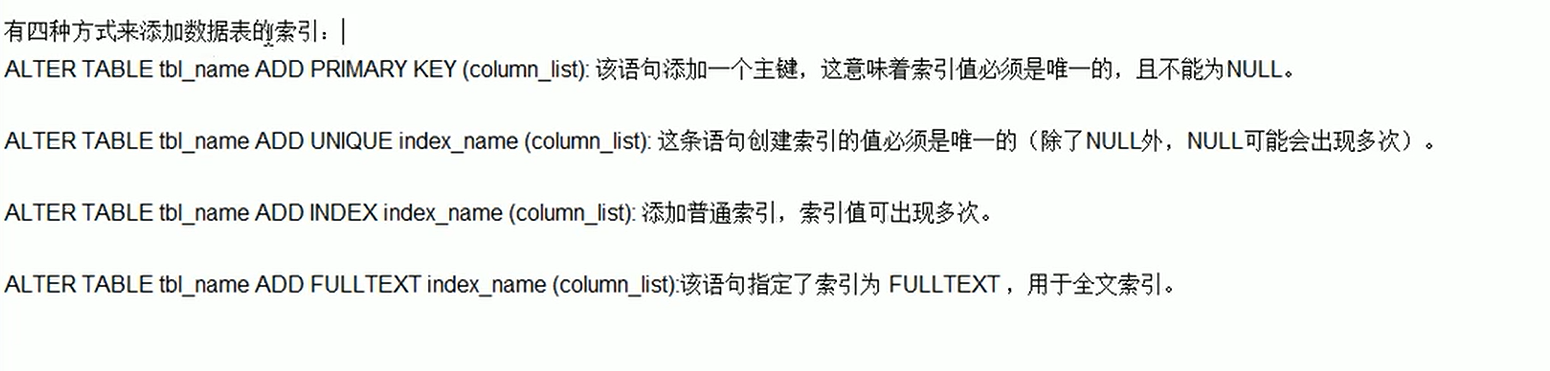 有四种方式来添加数据表的索引：
ALTER TABLE tbl_name ADD PRIMARY KEY (column_list): 该语句添加一个主键，这意味着索引值必须是唯一的，且不能为NULL。
ALTER TABLE tbl_name ADD UNIQUE index_name (column_list): 这条语句创建索引的值必须是唯一的（除了NULL外，NULL可能会出现多次）。
ALTER TABLE tbl_name ADD INDEX index_name (column_list): 添加普通索引，索引值可出现多次。
ALTER TABLE tbl_name ADD FULLTEXT index_name (column_list):该语句指定了索引为 FULLTEXT ，用于全文索引。